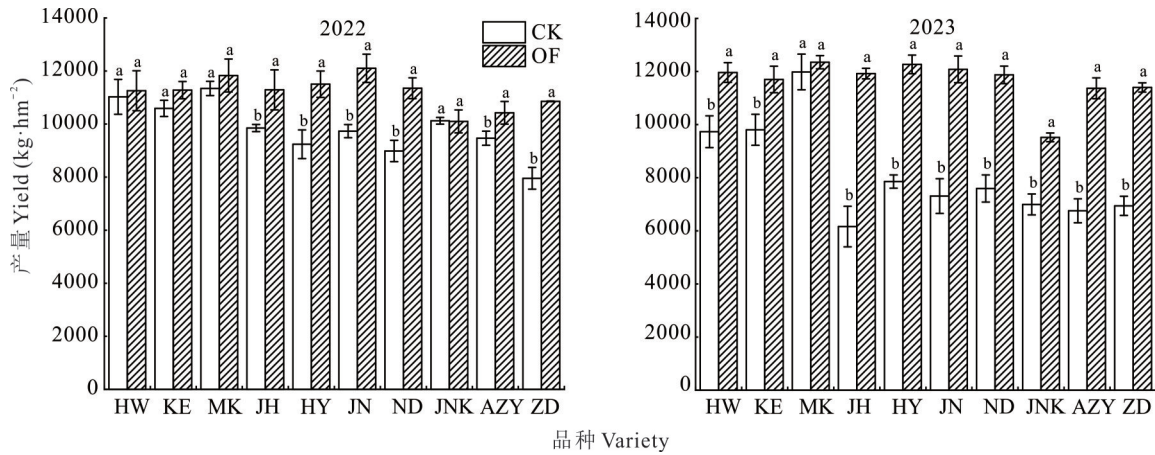 产量 Yield (kg·hm⁻²)
2022
14000
12000
10000
8000
6000
4000
2000
0
CK
OF
a a a a a a b a b a b a b a a a b a b a
HW KE MK JH HY JN ND JNK AZY ZD
2023
14000
12000
10000
8000
6000
4000
2000
0
b a b a a a b a b a b a b a b a b a b a
HW KE MK JH HY JN ND JNK AZY ZD
品种 Variety